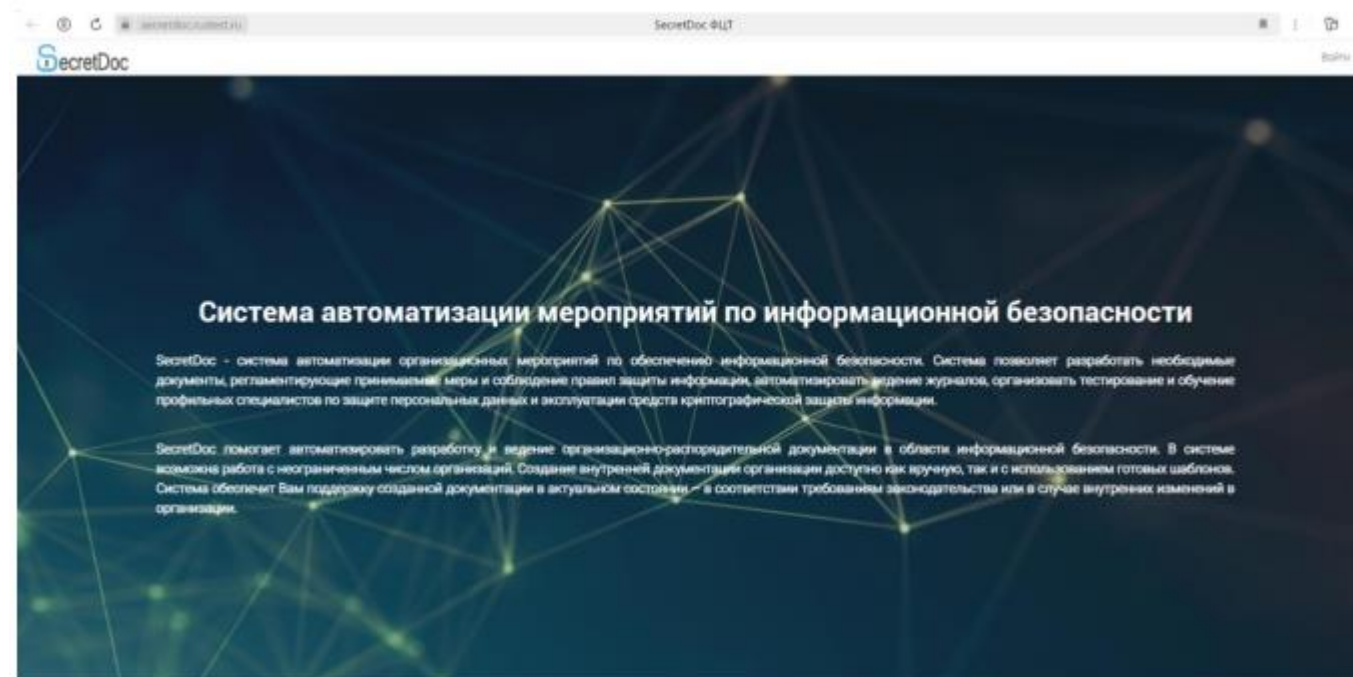 secretdoc.rustest.ru
SecretDoc ФЦТ
SecretDoc
Войти
Система автоматизации мероприятий по информационной безопасности
SecretDoc - система автоматизации организационных мероприятий по обеспечению информационной безопасности. Система позволяет разработать необходимые
документы, регламентирующие принимаемые меры и соблюдение правил защиты информации, автоматизировать ведение журналов, организовать тестирование и обучение
профильных специалистов по защите персональных данных и эксплуатации средств криптографической защиты информации.
SecretDoc помогает автоматизировать разработку и ведение организационно-распорядительной документации в области информационной безопасности. В системе
возможна работа с неограниченным числом организаций. Создание внутренней документации организации доступно как вручную, так и с использованием готовых шаблонов.
Система обеспечит Вам поддержку созданной документации в актуальном состоянии – в соответствии требованиям законодательства или в случае внутренних изменений в
организации.